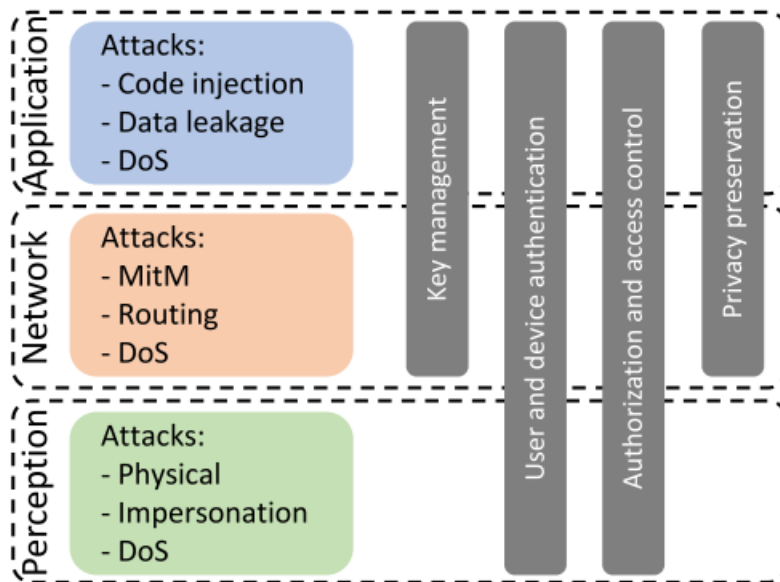 Application
Attacks:
- Code injection
- Data leakage
- DoS
Network
Attacks:
- MitM
- Routing
- DoS
Perception
Attacks:
- Physical
- Impersonation
- DoS
Key management
User and device authentication
Authorization and access control
Privacy preservation